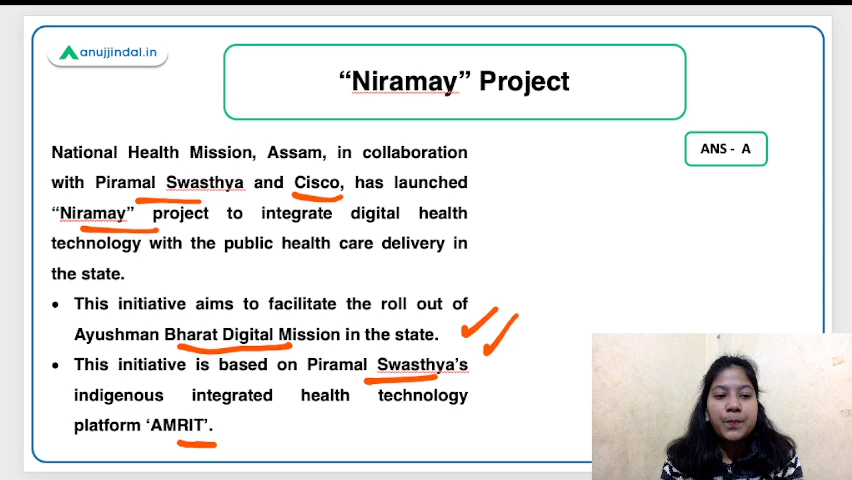 anujjindal.in
“Niramay” Project
ANS - A
National Health Mission, Assam, in collaboration
with Piramal Swasthya and Cisco, has launched
“Niramay” project to integrate digital health
technology with the public health care delivery in
the state.
• This initiative aims to facilitate the roll out of
Ayushman Bharat Digital Mission in the state.
• This initiative is based on Piramal Swasthya’s
indigenous integrated health technology
platform ‘AMRIT’.